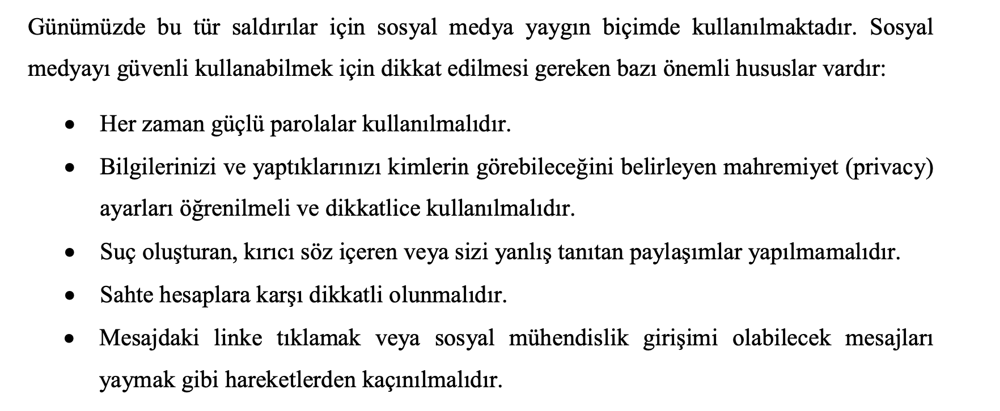 Günümüzde bu tür saldırılar için sosyal medya yaygın biçimde kullanılmaktadır. Sosyal
medyayı güvenli kullanabilmek için dikkat edilmesi gereken bazı önemli hususlar vardır:
• Her zaman güçlü parolalar kullanılmalıdır.
• Bilgilerinizi ve yaptıklarınızı kimlerin görebileceğini belirleyen mahremiyet (privacy)
ayarları öğrenilmeli ve dikkatlice kullanılmalıdır.
• Suç oluşturan, kırıcı söz içeren veya sizi yanlış tanıtan paylaşımlar yapılmamalıdır.
• Sahte hesaplara karşı dikkatli olunmalıdır.
• Mesajdaki linke tıklamak veya sosyal mühendislik girişimi olabilecek mesajları
yaymak gibi hareketlerden kaçınılmalıdır.